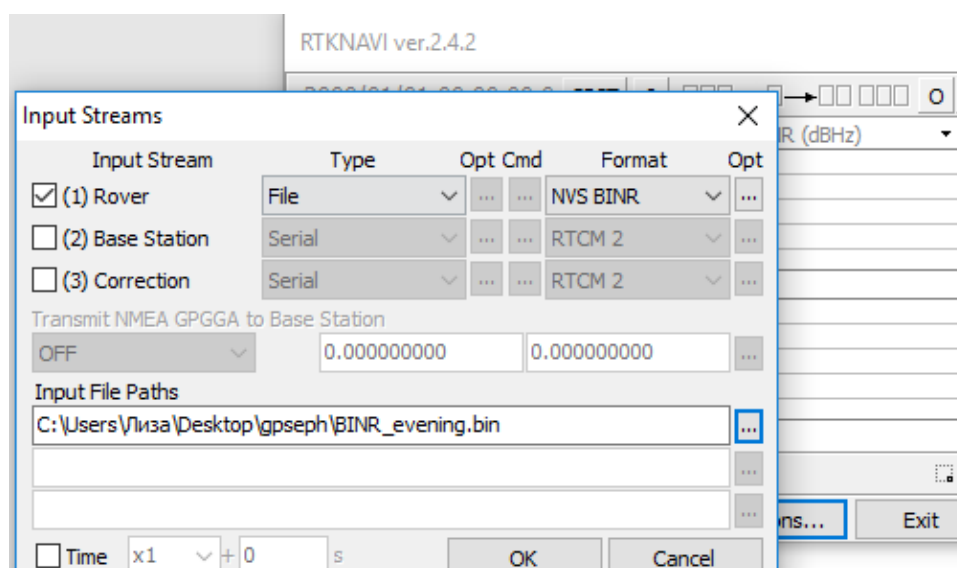 RTKNAVI ver.2.4.2
O
Input Streams
NR (dBHz)
Input Stream Type Opt Cmd Format Opt
(1) Rover File ... ... NVS BINR ...
(2) Base Station Serial ... ... RTCM 2 ...
(3) Correction Serial ... ... RTCM 2 ...
Transmit NMEA GPGGA to Base Station
OFF 0.000000000 0.000000000 ...
Input File Paths
C:\Users\Лиза\Desktop\gpseph\BINR_evening.bin ...
...
...
ns... Exit
Time x1 + 0 s OK Cancel